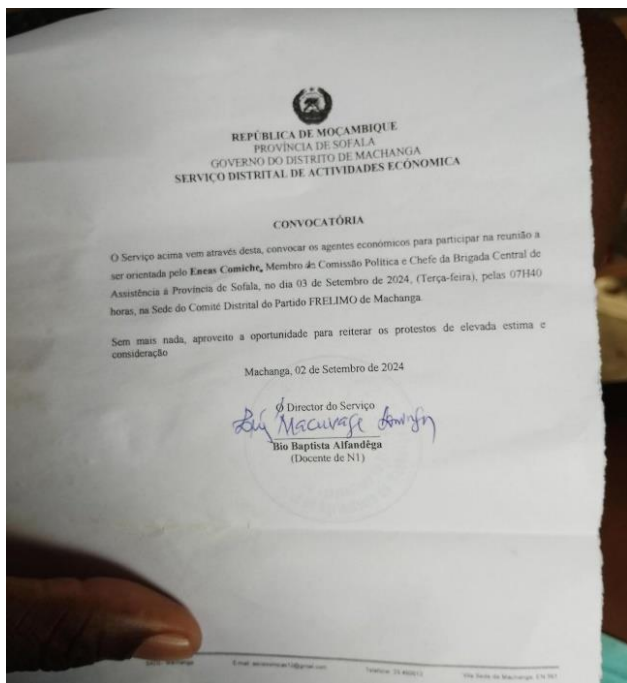 REPÚBLICA DE MOÇAMBIQUE
PROVÍNCIA DE SOFALA
GOVERNO DO DISTRITO DE MACHANGA
SERVIÇO DISTRITAL DE ACTIVIDADES ECÓNOMICA
CONVOCATÓRIA
O Serviço acima vem através desta, convocar os agentes económicos para participar na reunião a
ser orientada pelo Eneas Comiche, Membro de Comissão Política e Chefe da Brigada Central de
Assistência à Província de Sofala, no dia 03 de Setembro de 2024, (Terça-feira), pelas 07H40
horas, na Sede do Comité Distrital do Partido FRELIMO de Machanga.
Sem mais nada, aproveito a oportunidade para reiterar os protestos de elevada estima e
consideração
Machanga, 02 de Setembro de 2024
O Director do Serviço
Bio Baptista Alfandêga
(Docente de N1)
Machanga